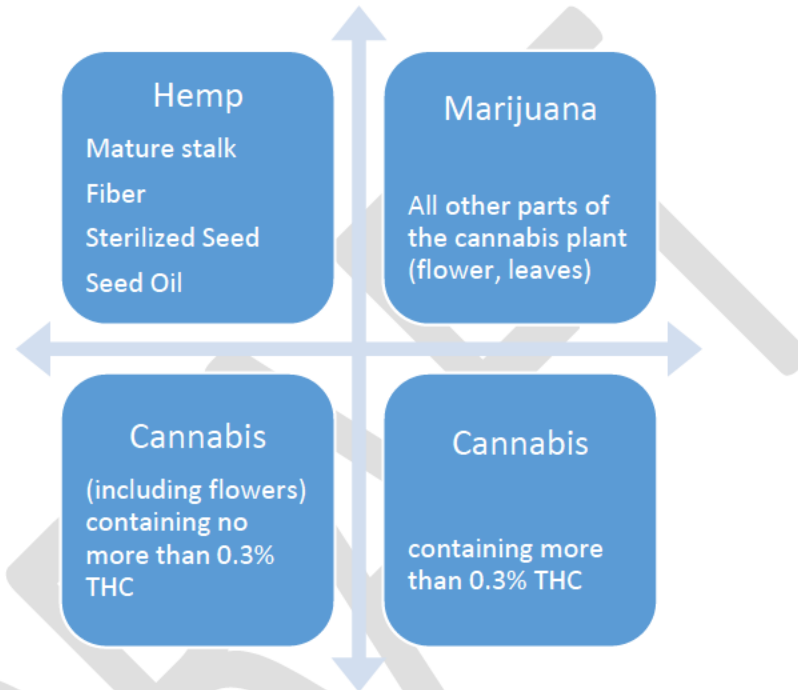 Hemp
Mature stalk
Fiber
Sterilized Seed
Seed Oil
Marijuana
All other parts of
the cannabis plant
(flower, leaves)
Cannabis
(including flowers)
containing no
more than 0.3%
THC
Cannabis
containing more
than 0.3% THC